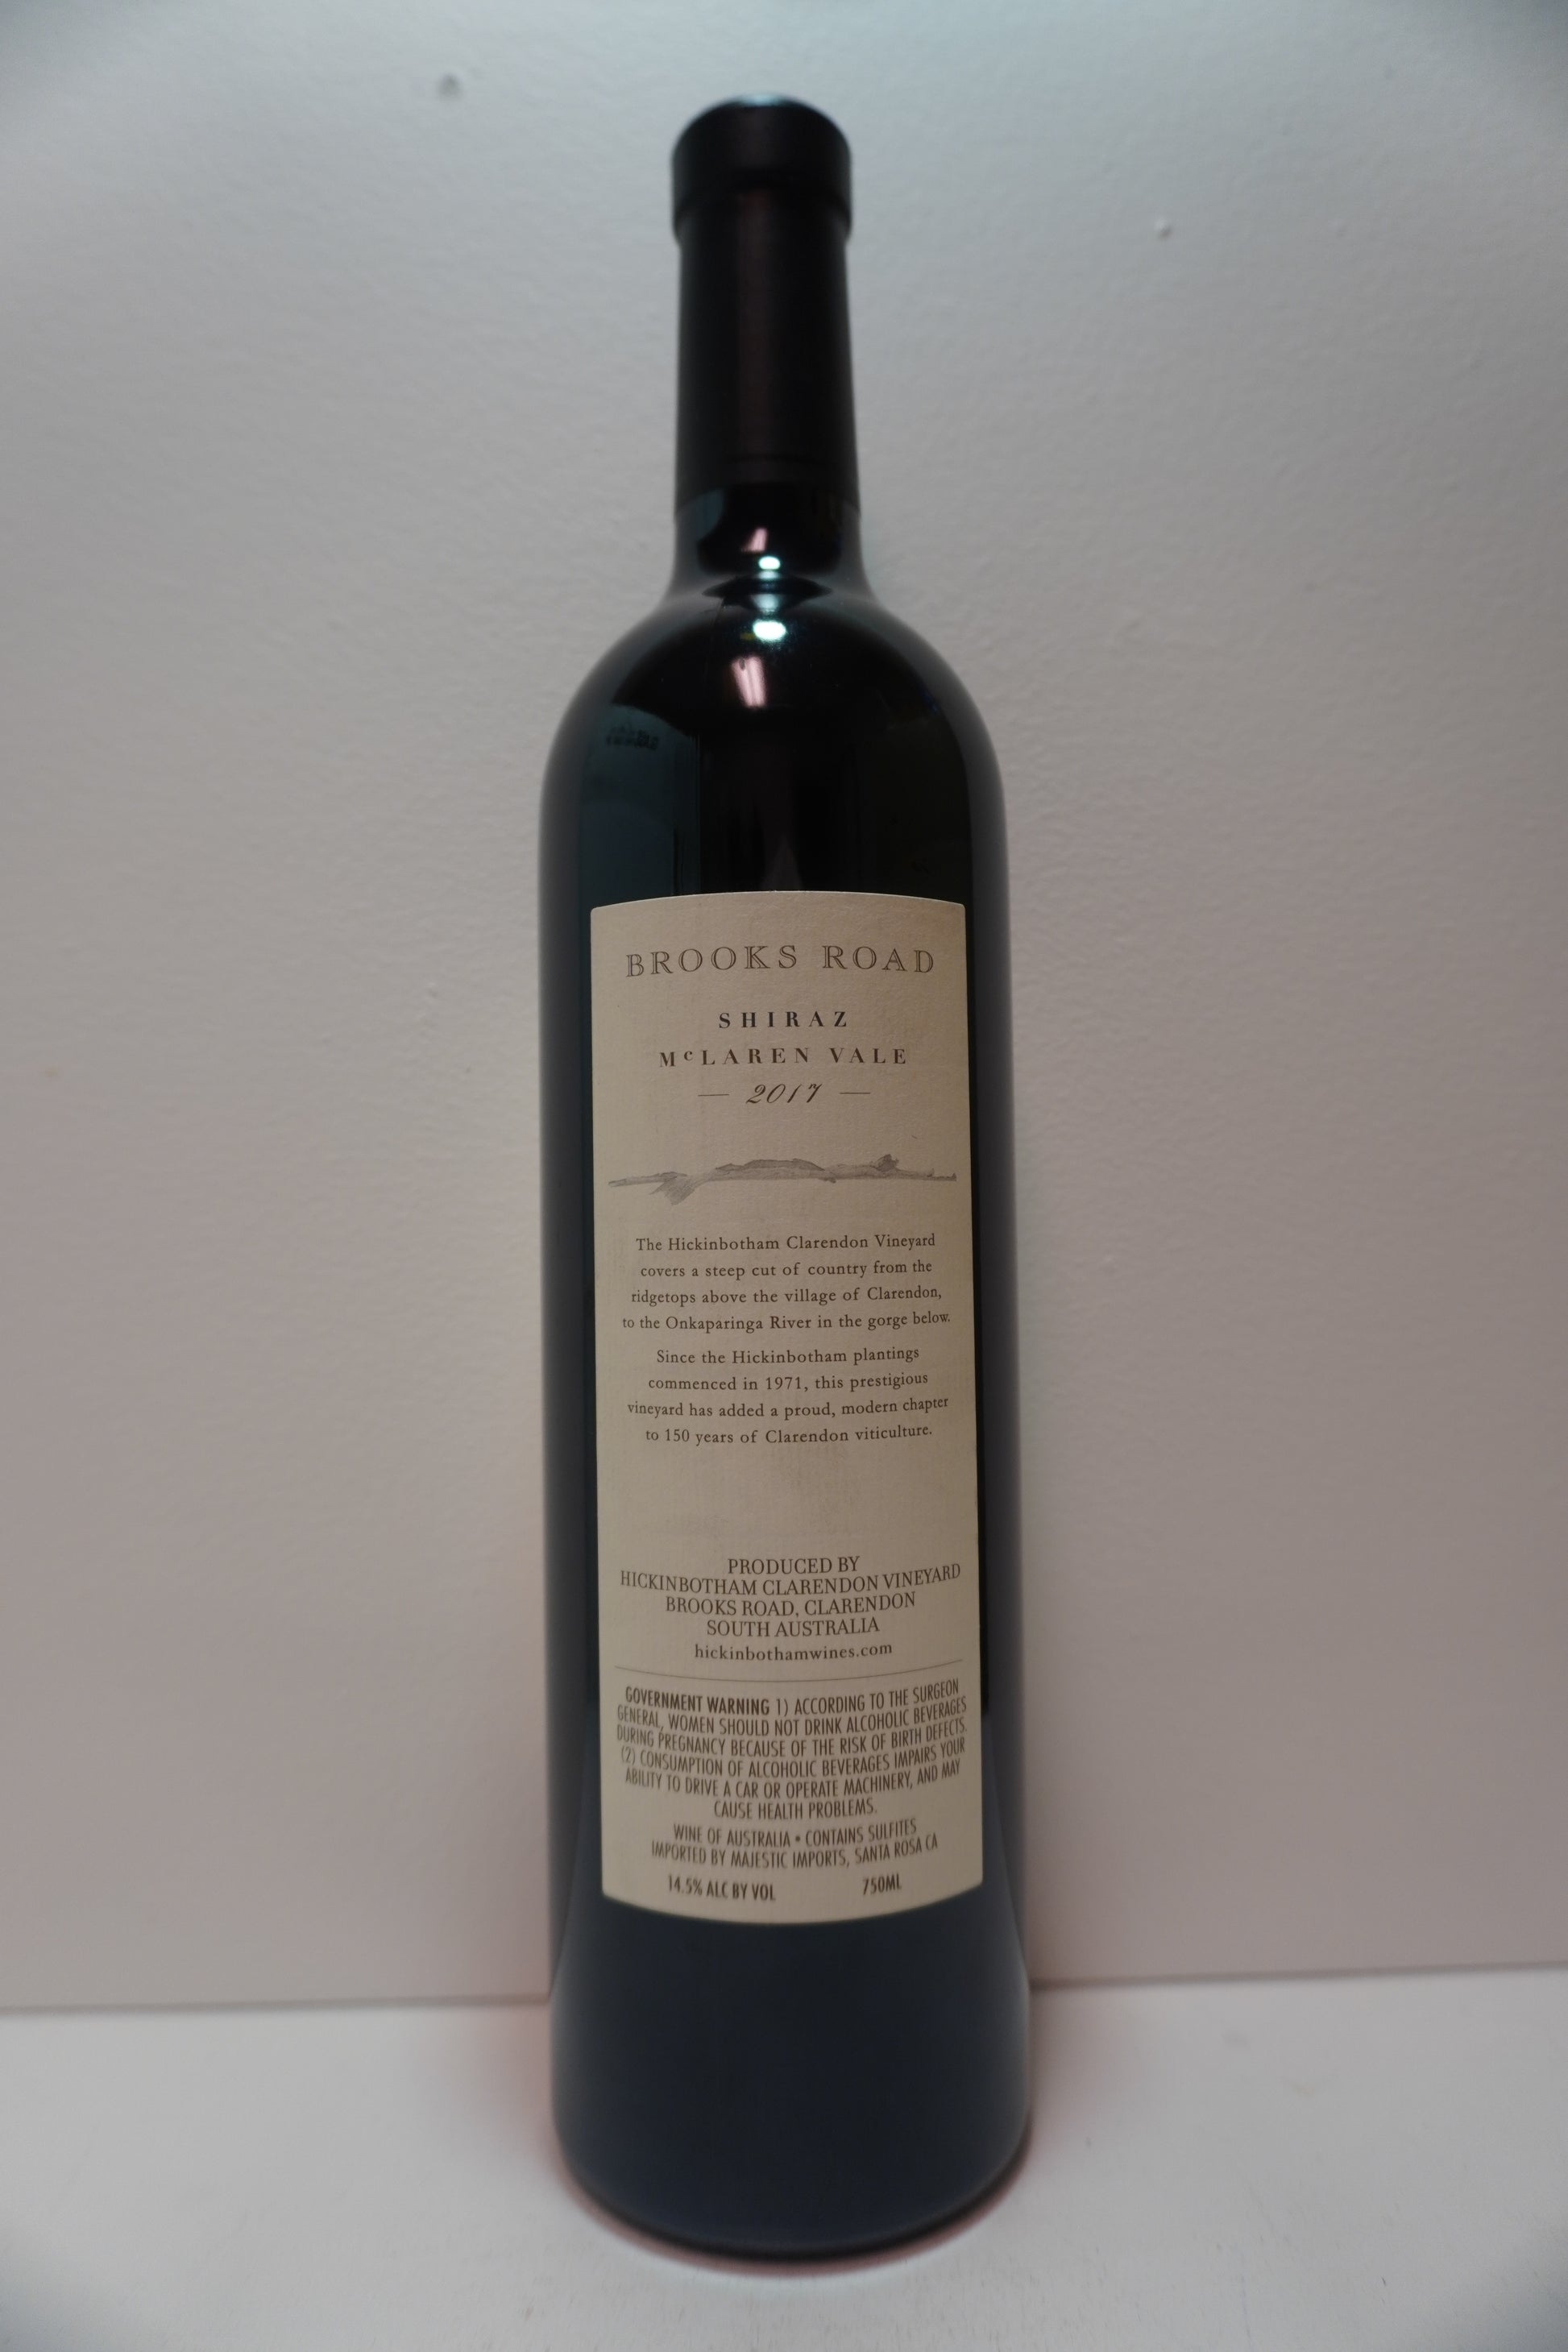 BROOKS ROAD
SHIRAZ
McLAREN VALE
— 2017 —
The Hickinbotham Clarendon Vineyard
covers a steep cut of country from the
ridgetops above the village of Clarendon,
to the Onkaparinga River in the gorge below.
Since the Hickinbotham plantings
commenced in 1971, this prestigious
vineyard has added a proud, modern chapter
to 150 years of Clarendon viticulture.
PRODUCED BY
HICKINBOTHAM CLARENDON VINEYARD
BROOKS ROAD, CLARENDON
SOUTH AUSTRALIA
hickinbothamwines.com
GOVERNMENT WARNING 1) ACCORDING TO THE SURGEON
GENERAL, WOMEN SHOULD NOT DRINK ALCOHOLIC BEVERAGES
DURING PREGNANCY BECAUSE OF THE RISK OF BIRTH DEFECTS.
(2) CONSUMPTION OF ALCOHOLIC BEVERAGES IMPAIRS YOUR
ABILITY TO DRIVE A CAR OR OPERATE MACHINERY, AND MAY
CAUSE HEALTH PROBLEMS.
WINE OF AUSTRALIA • CONTAINS SULFITES
IMPORTED BY MAJESTIC IMPORTS, SANTA ROSA CA
14.5% ALC BY VOL 750ML